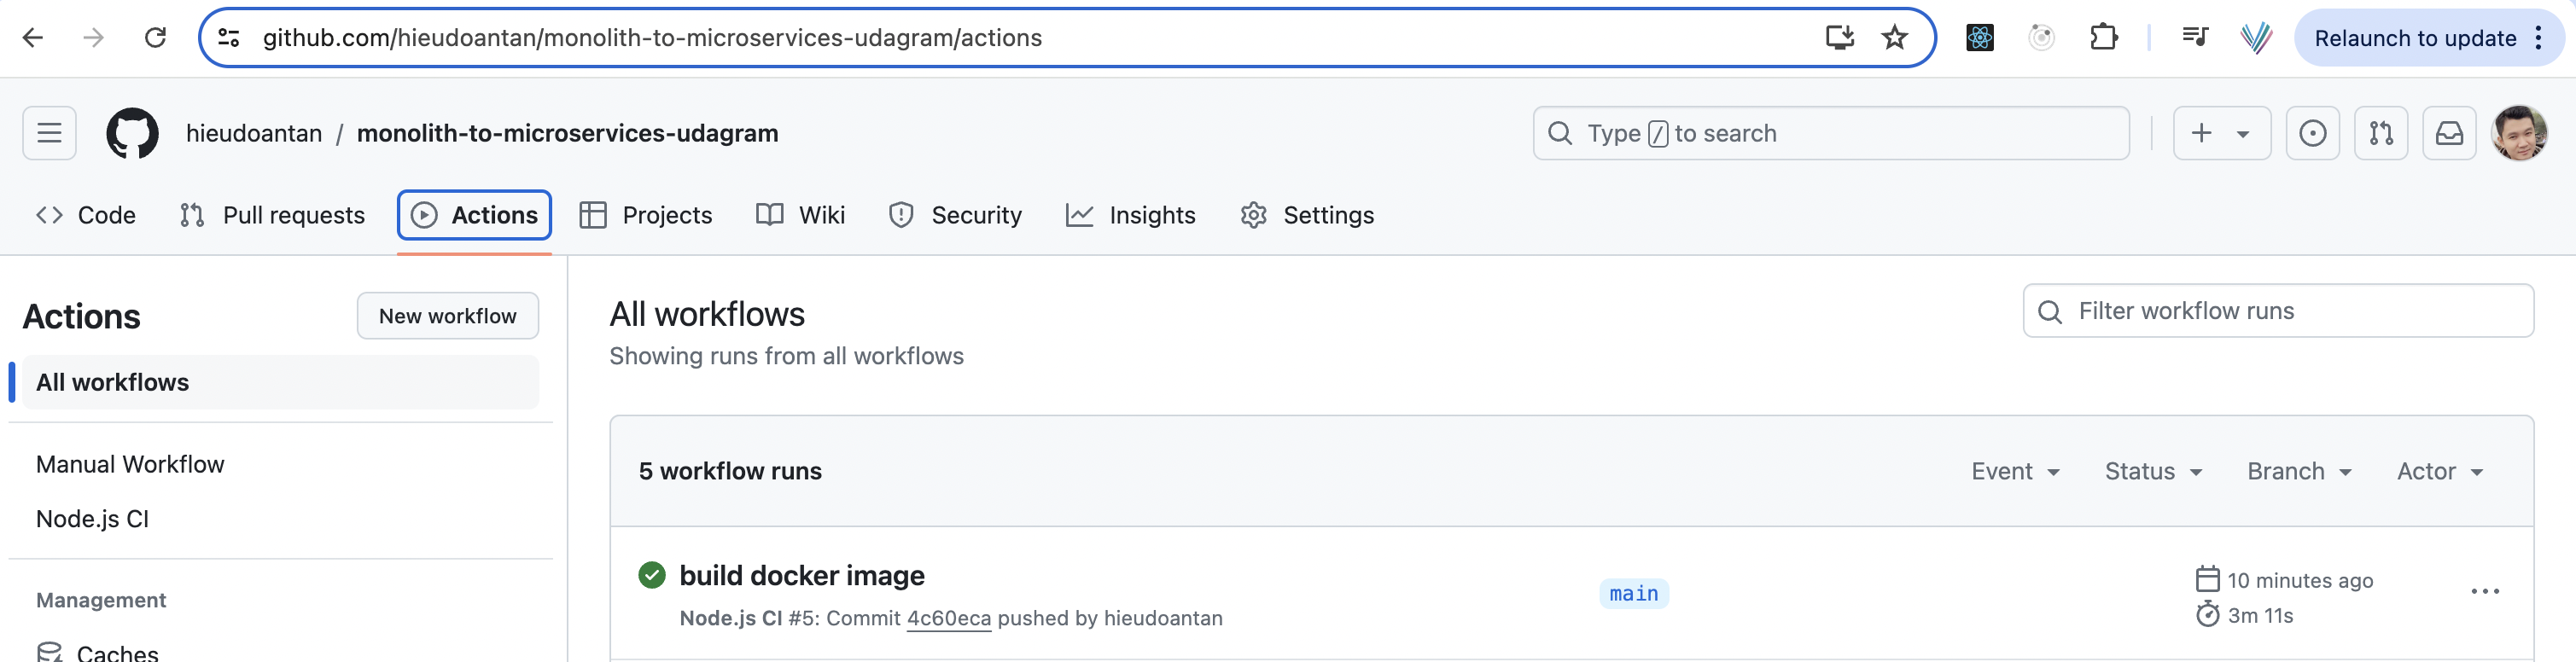 github.com/hieudoantan/monolith-to-microservices-udagram/actions
Relaunch to update
hieudoantan / monolith-to-microservices-udagram
Type / to search
Code
Pull requests
Actions
Projects
Wiki
Security
Insights
Settings
Actions
New workflow
All workflows
Manual Workflow
Node.js CI
Management
Caches
All workflows
Showing runs from all workflows
Filter workflow runs
5 workflow runs
Event
Status
Branch
Actor
build docker image
Node.js CI #5: Commit 4c60eca pushed by hieudoantan
main
10 minutes ago
3m 11s